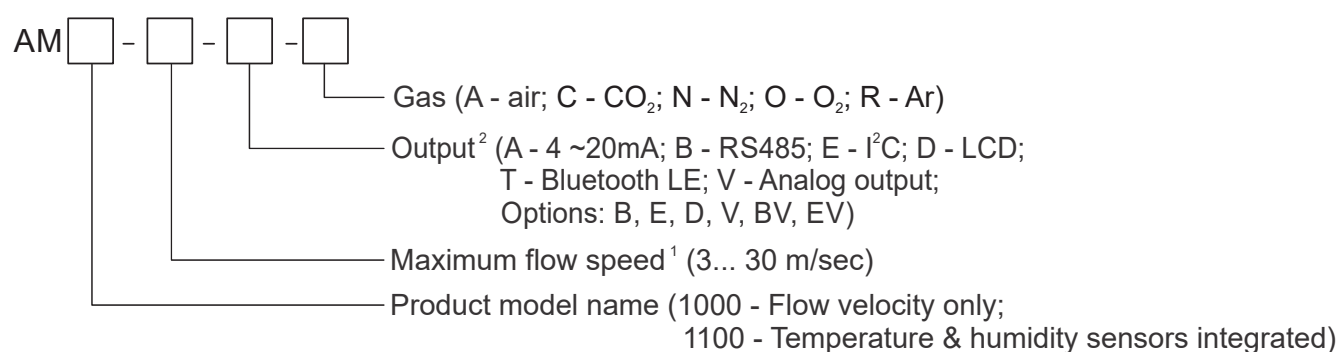 AM□ - □ - □ - □
Gas (A - air; C - CO₂; N - N₂; O - O₂; R - Ar)
Output² (A - 4 ~20mA; B - RS485; E - I²C; D - LCD;
T - Bluetooth LE; V - Analog output;
Options: B, E, D, V, BV, EV)
Maximum flow speed¹ (3... 30 m/sec)
Product model name (1000 - Flow velocity only;
1100 - Temperature & humidity sensors integrated)